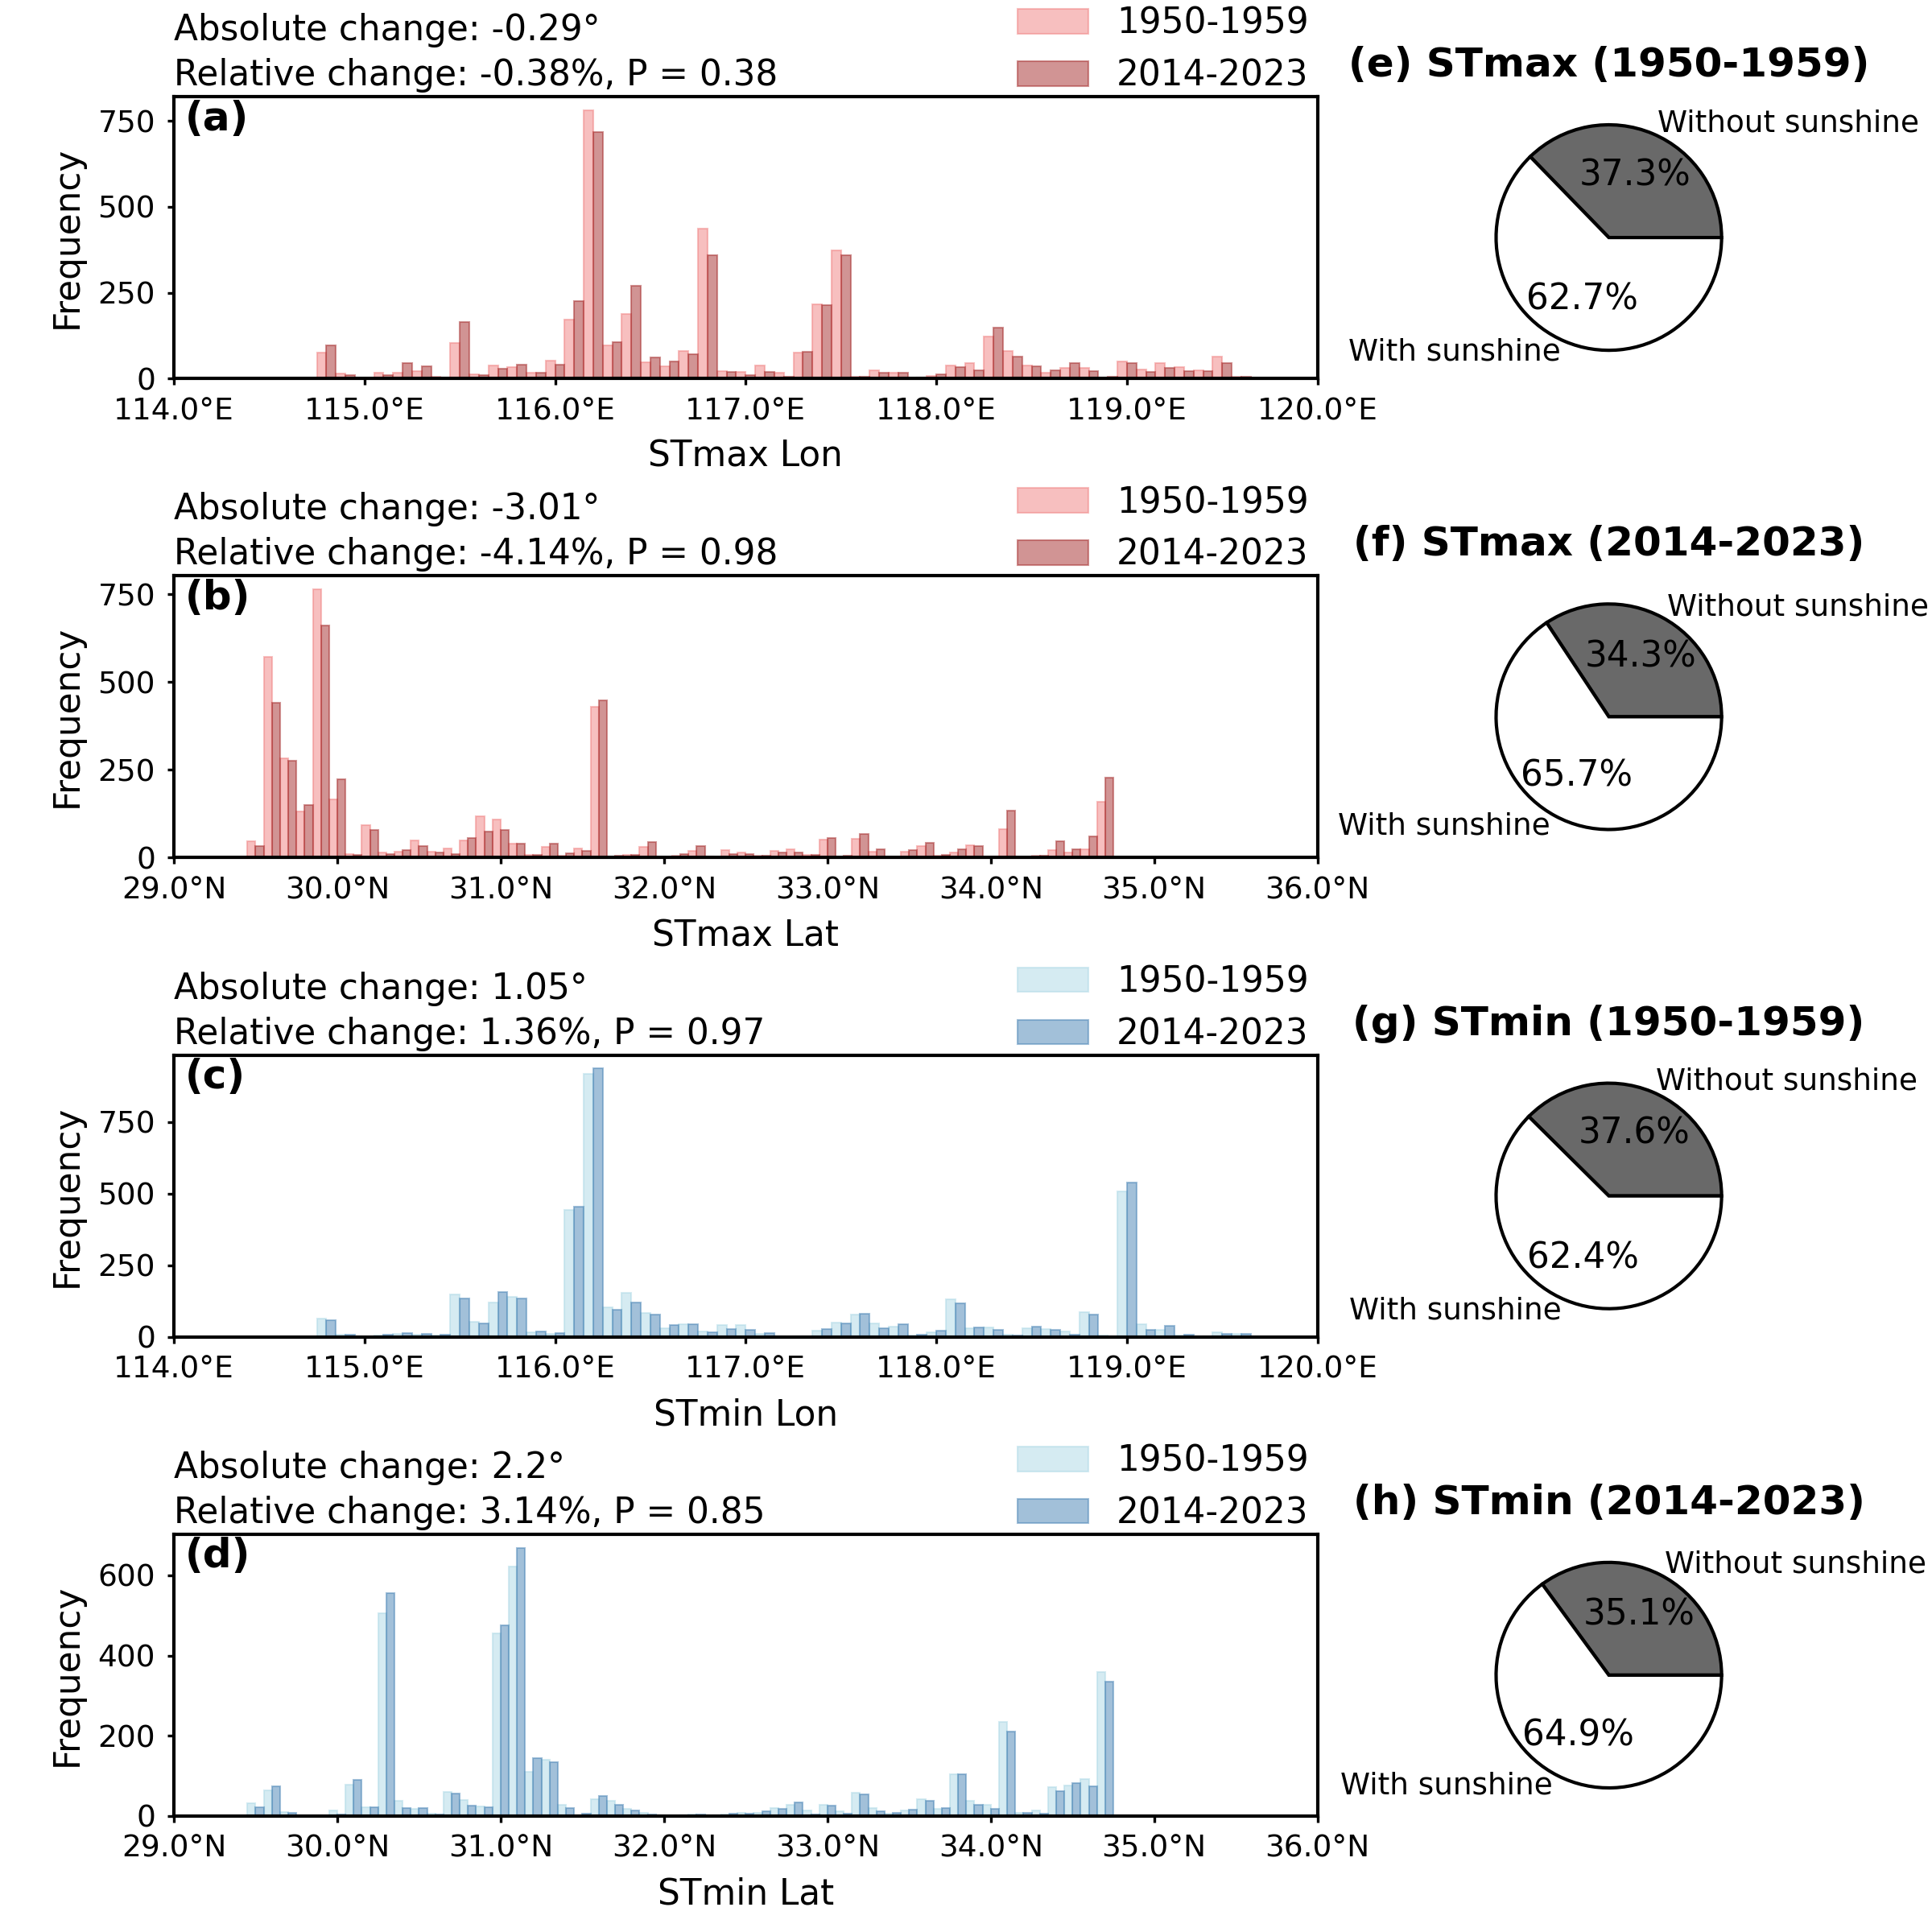 Absolute change: -0.29°
Relative change: -0.38%, P = 0.38
1950-1959
2014-2023
(a)
Frequency
750
500
250
0
114.0°E 115.0°E 116.0°E 117.0°E 118.0°E 119.0°E 120.0°E
STmax Lon
(e) STmax (1950-1959)
Without sunshine
37.3%
62.7%
With sunshine
Absolute change: -3.01°
Relative change: -4.14%, P = 0.98
1950-1959
2014-2023
(b)
Frequency
750
500
250
0
29.0°N 30.0°N 31.0°N 32.0°N 33.0°N 34.0°N 35.0°N 36.0°N
STmax Lat
(f) STmax (2014-2023)
Without sunshine
34.3%
65.7%
With sunshine
Absolute change: 1.05°
Relative change: 1.36%, P = 0.97
1950-1959
2014-2023
(c)
Frequency
750
500
250
0
114.0°E 115.0°E 116.0°E 117.0°E 118.0°E 119.0°E 120.0°E
STmin Lon
(g) STmin (1950-1959)
Without sunshine
37.6%
62.4%
With sunshine
Absolute change: 2.2°
Relative change: 3.14%, P = 0.85
1950-1959
2014-2023
(d)
Frequency
600
400
200
0
29.0°N 30.0°N 31.0°N 32.0°N 33.0°N 34.0°N 35.0°N 36.0°N
STmin Lat
(h) STmin (2014-2023)
Without sunshine
35.1%
64.9%
With sunshine